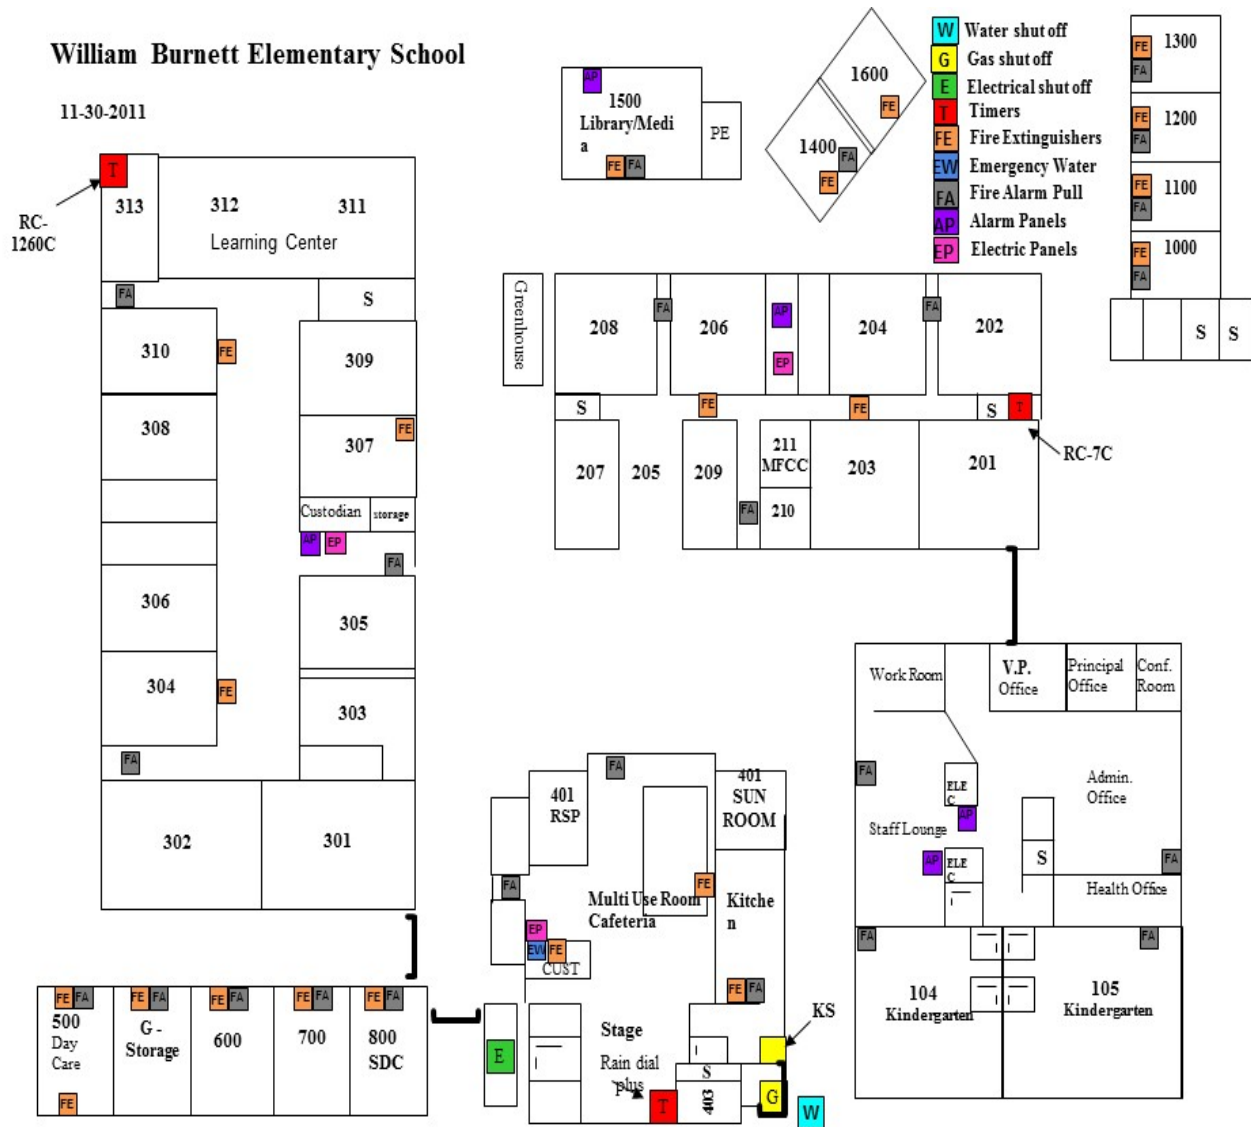 William Burnett Elementary School
11-30-2011
W Water shut off
G Gas shut off
E Electrical shut off
T Timers
FE Fire Extinguishers
EW Emergency Water
FA Fire Alarm Pull
AP Alarm Panels
EP Electric Panels
AP
1500
Library/Medi
a
FE FA
PE
1600
FE
1400
FA
FE
FE
1300
FA
FE
1200
FA
FE
1100
FA
FE
1000
FA
S
S
T
RC-
1260C
313
312
311
Learning Center
FA
S
310
FE
309
308
307
FE
Custodian
storage
AP EP
FA
306
305
304
FE
303
FA
302
301
Greenhouse
208
FA
206
AP
EP
204
FA
202
S
FE
FE
S
T
RC-7C
207
205
209
FA
211
MFCC
210
203
201
Work Room
V.P.
Office
Principal
Office
Conf.
Room
FA
ELE
C
AP
Admin.
Office
Staff Lounge
AP
ELE
C
S
FA
Health Office
FA
FA
104
Kindergarten
105
Kindergarten
FA
401
RSP
401
SUN
ROOM
FA
FE
Multi Use Room
Cafeteria
Kitche
n
EP
EW FE
CUST
FE FA
KS
E
Stage
Rain dial
plus
S
T
403
G
W
FE FA
500
Day
Care
FE
FE FA
G -
Storage
FE FA
600
FE FA
700
FE FA
800
SDC